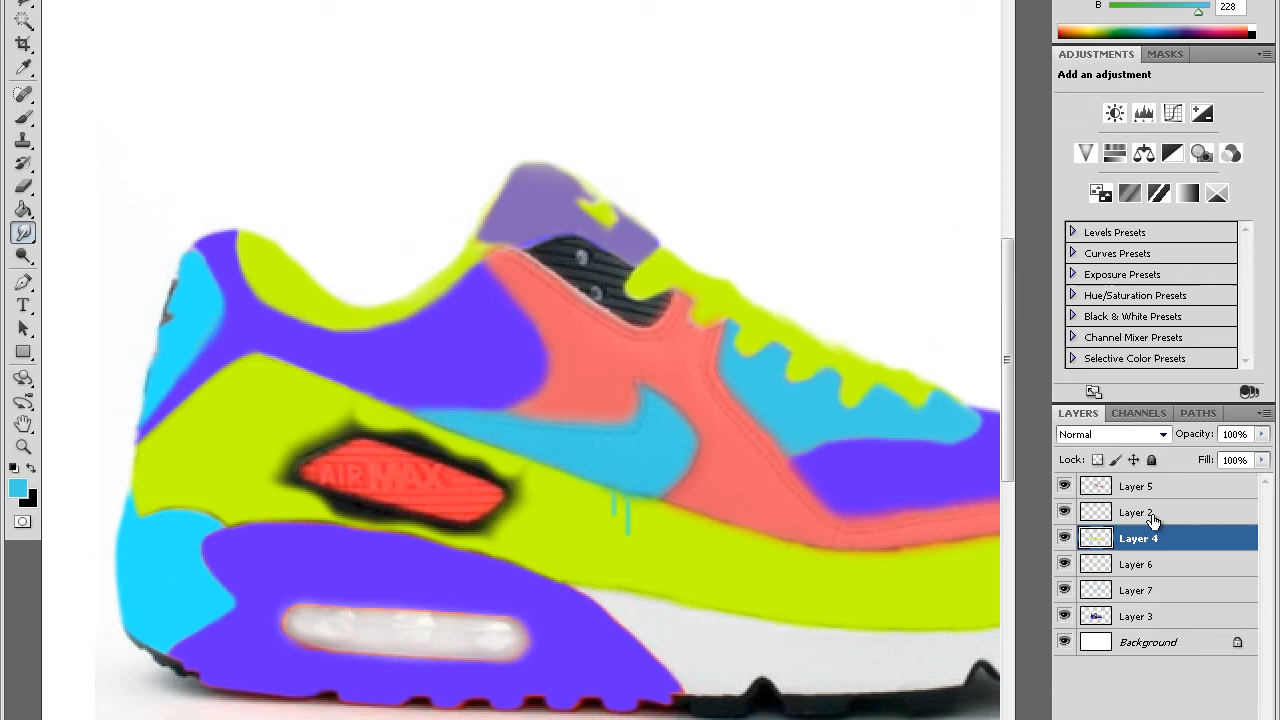 B 228
ADJUSTMENTS MASKS
Add an adjustment
Levels Presets
Curves Presets
Exposure Presets
Hue/Saturation Presets
Black & White Presets
Channel Mixer Presets
Selective Color Presets
LAYERS CHANNELS PATHS
Normal Opacity: 100%
Lock: Fill: 100%
Layer 5
Layer 2
Layer 4
Layer 6
Layer 7
Layer 3
Background
AIR MAX
T